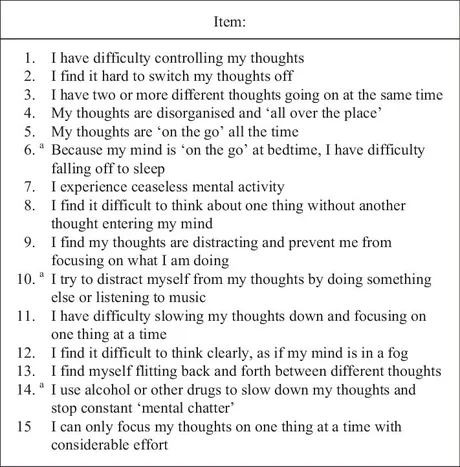 Item:
1. I have difficulty controlling my thoughts
2. I find it hard to switch my thoughts off
3. I have two or more different thoughts going on at the same time
4. My thoughts are disorganised and ‘all over the place’
5. My thoughts are ‘on the go’ all the time
6. a Because my mind is ‘on the go’ at bedtime, I have difficulty
falling off to sleep
7. I experience ceaseless mental activity
8. I find it difficult to think about one thing without another
thought entering my mind
9. I find my thoughts are distracting and prevent me from
focusing on what I am doing
10. a I try to distract myself from my thoughts by doing something
else or listening to music
11. I have difficulty slowing my thoughts down and focusing on
one thing at a time
12. I find it difficult to think clearly, as if my mind is in a fog
13. I find myself flitting back and forth between different thoughts
14. a I use alcohol or other drugs to slow down my thoughts and
stop constant ‘mental chatter’
15 I can only focus my thoughts on one thing at a time with
considerable effort